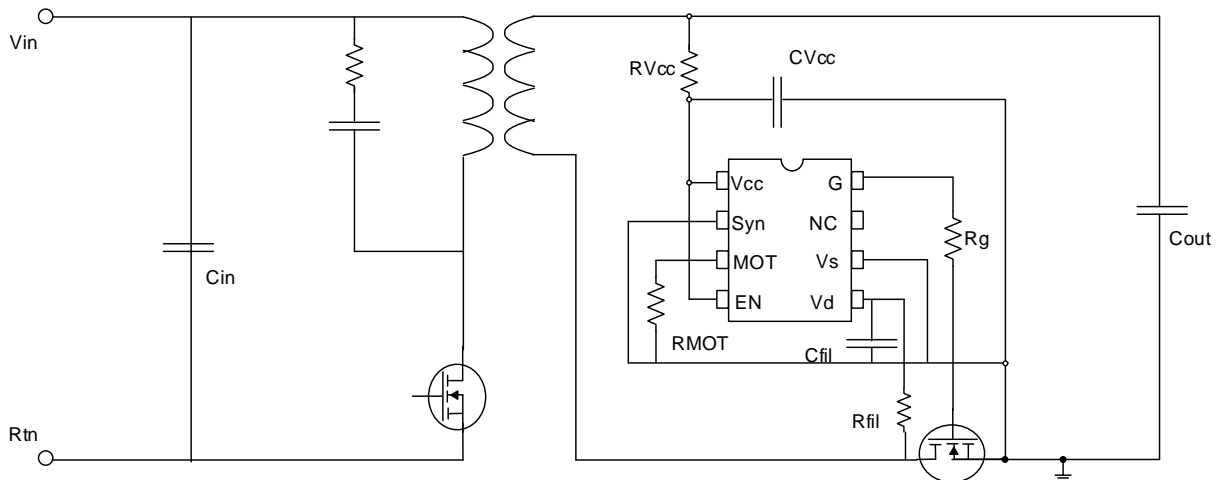 Vin
RVcc
CVcc
Vcc
G
Syn
NC
Rg
Cout
MOT
Vs
Cin
EN
Vd
RMOT
Cfil
Rtn
Rfil